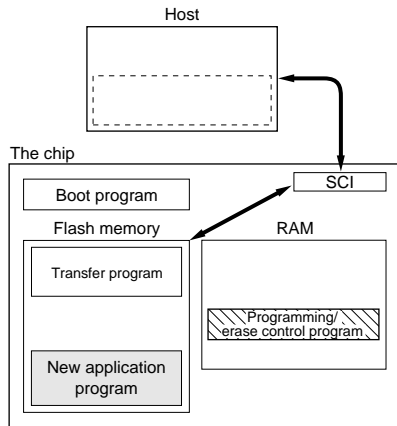 Host
The chip
SCI
Boot program
Flash memory
RAM
Transfer program
Programming/
erase control program
New application
program